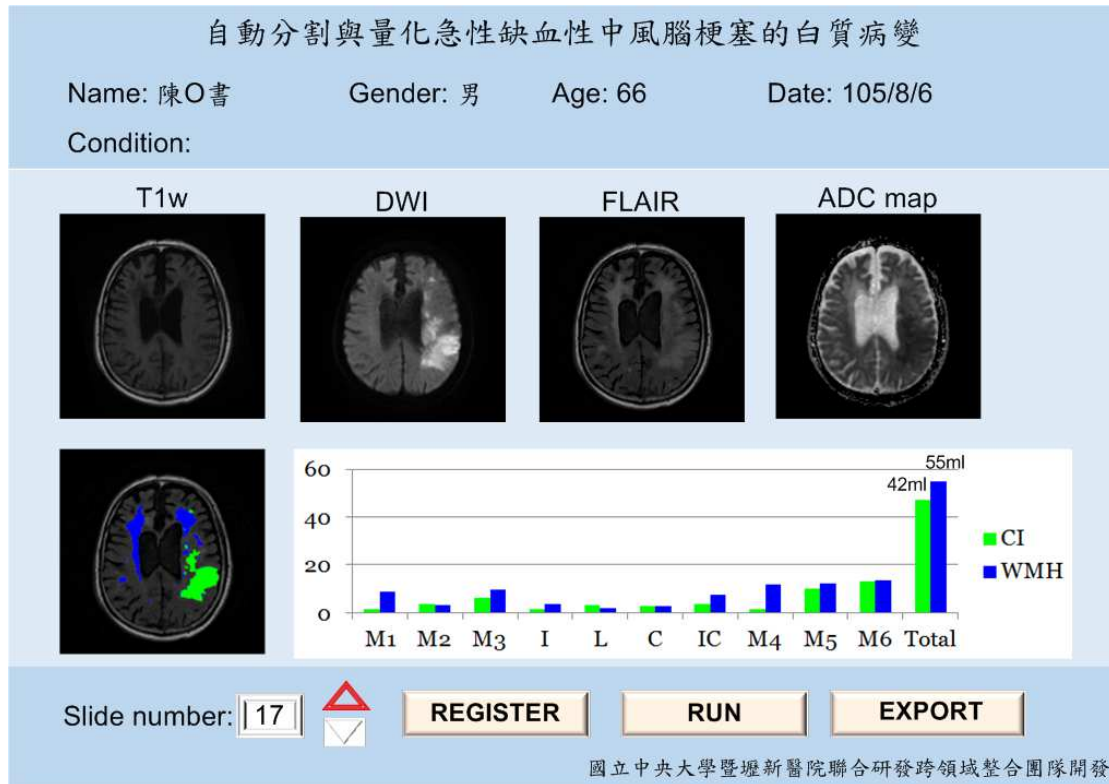 自動分割與量化急性缺血性中風腦梗塞的白質病變
Name: 陳O書 Gender: 男 Age: 66 Date: 105/8/6
Condition:
T1w DWI FLAIR ADC map
60
40
20
0
42ml
55ml
CI
WMH
M1 M2 M3 I L C IC M4 M5 M6 Total
Slide number: 17 REGISTER RUN EXPORT
國立中央大學暨壢新醫院聯合研發跨領域整合團隊開發